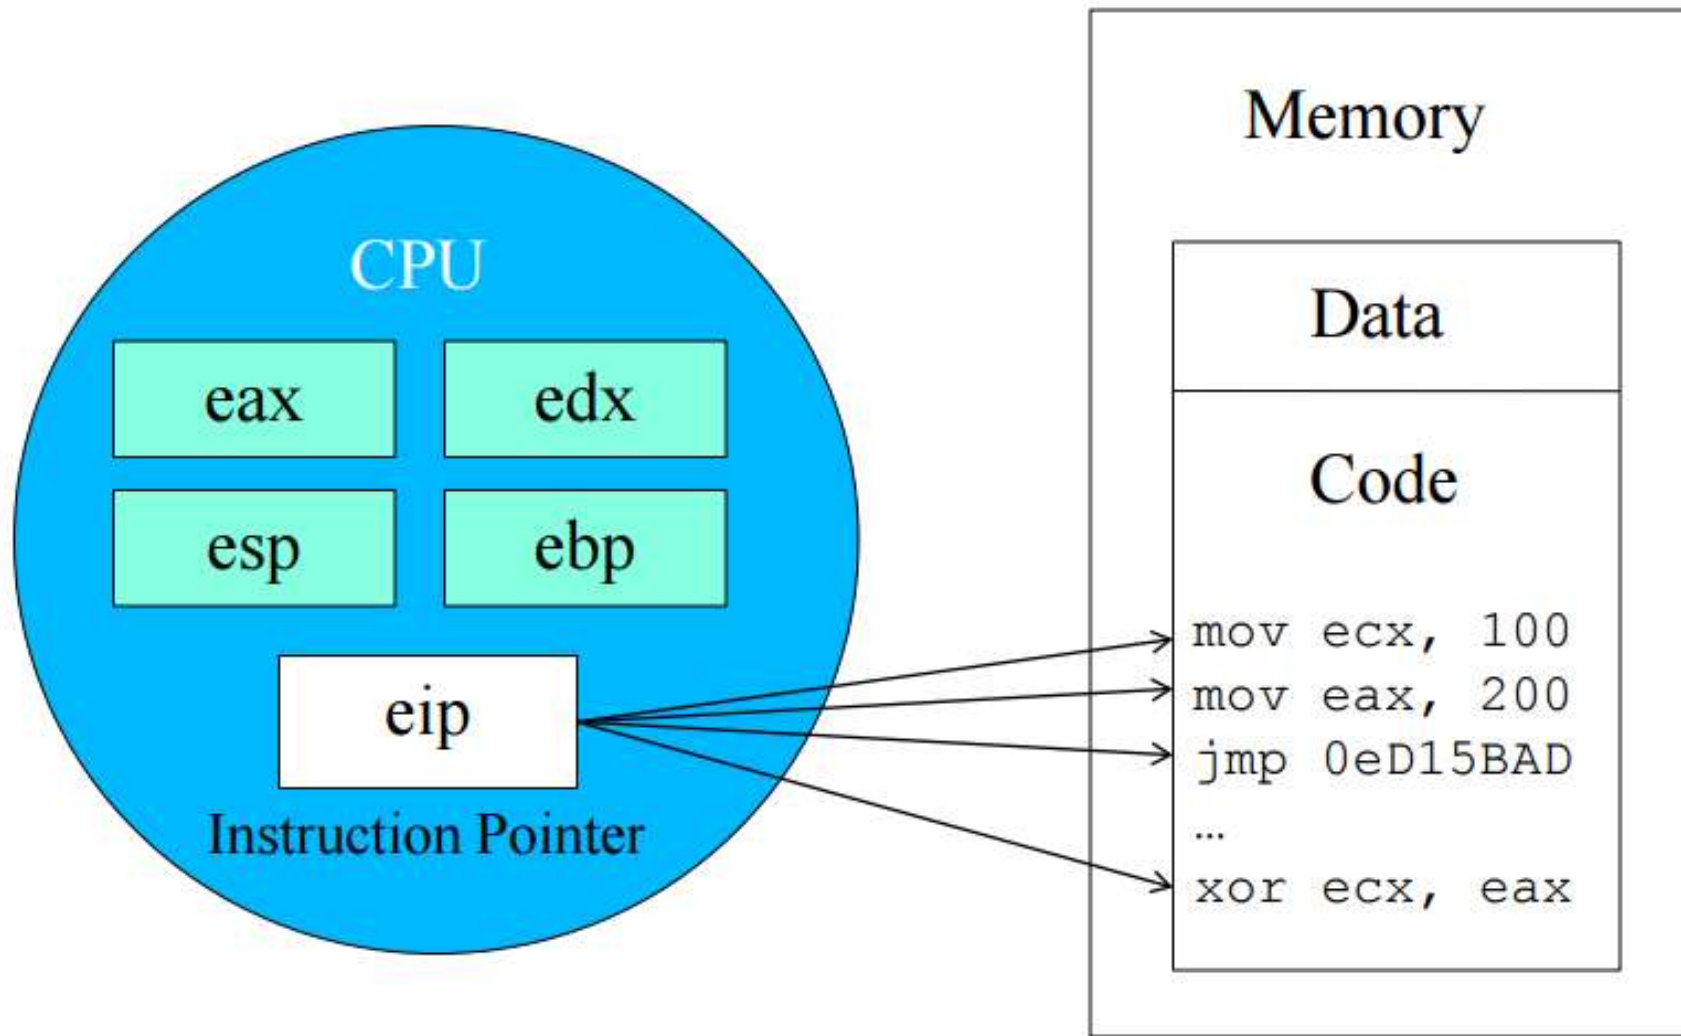 CPU
eax
edx
esp
ebp
eip
Instruction Pointer
Memory
Data
Code
mov ecx, 100
mov eax, 200
jmp 0eD15BAD
…
xor ecx, eax